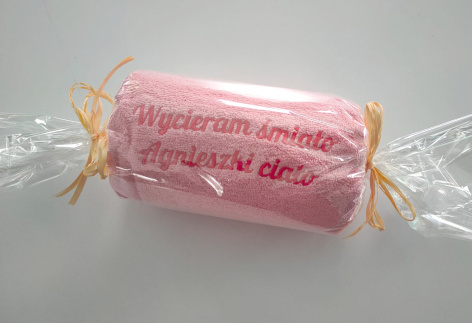 Wycieram śmiało
Agnieszki ciało